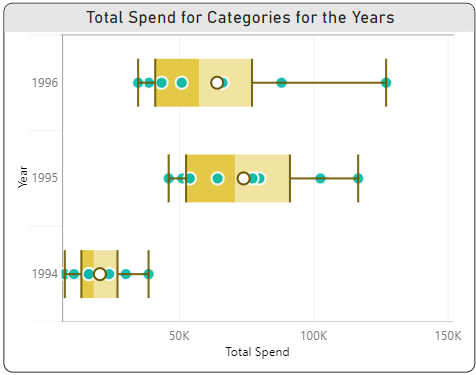 Total Spend for Categories for the Years
1996
1995
1994
Year
50K
100K
150K
Total Spend